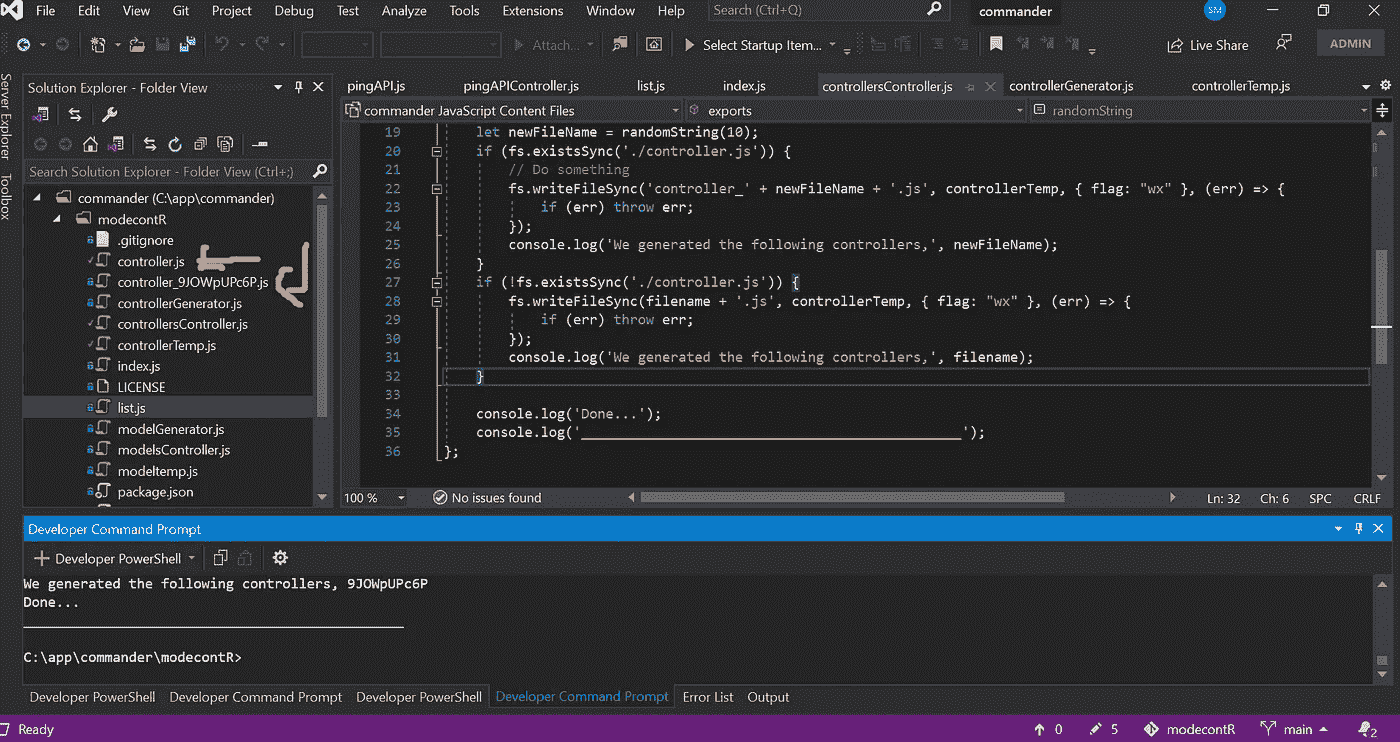 File Edit View Git Project Debug Test Analyze Tools Extensions Window Help Search (Ctrl+Q) commander SM
Attach... Select Startup Item... Live Share ADMIN
Server Explorer
Toolbox
Solution Explorer - Folder View
Search Solution Explorer - Folder View (Ctrl+;)
commander (C:\app\commander)
modecontR
.gitignore
controller.js
controller_9JOWpUPc6P.js
controllerGenerator.js
controllersController.js
controllerTemp.js
index.js
LICENSE
list.js
modelGenerator.js
modelsController.js
modeltemp.js
package.json
pingAPI.js pingAPIController.js list.js index.js controllersController.js controllerGenerator.js controllerTemp.js
commander JavaScript Content Files exports randomString
19 let newFileName = randomString(10);
20 if (fs.existsSync('./controller.js')) {
21 // Do something
22 fs.writeFileSync('controller_' + newFileName + '.js', controllerTemp, { flag: "wx" }, (err) => {
23 if (err) throw err;
24 });
25 console.log('We generated the following controllers,', newFileName);
26 }
27 if (!fs.existsSync('./controller.js')) {
28 fs.writeFileSync(filename + '.js', controllerTemp, { flag: "wx" }, (err) => {
29 if (err) throw err;
30 });
31 console.log('We generated the following controllers,', filename);
32 }
33
34 console.log('Done...');
35 console.log('_______________________________________________');
36 };
100 % No issues found Ln: 32 Ch: 6 SPC CRLF
Developer Command Prompt
Developer PowerShell
We generated the following controllers, 9JOWpUPc6P
Done...
_______________________________________________
C:\app\commander\modecontR>
Developer PowerShell Developer Command Prompt Developer PowerShell Developer Command Prompt Error List Output
Ready 0 5 modecontR main 2